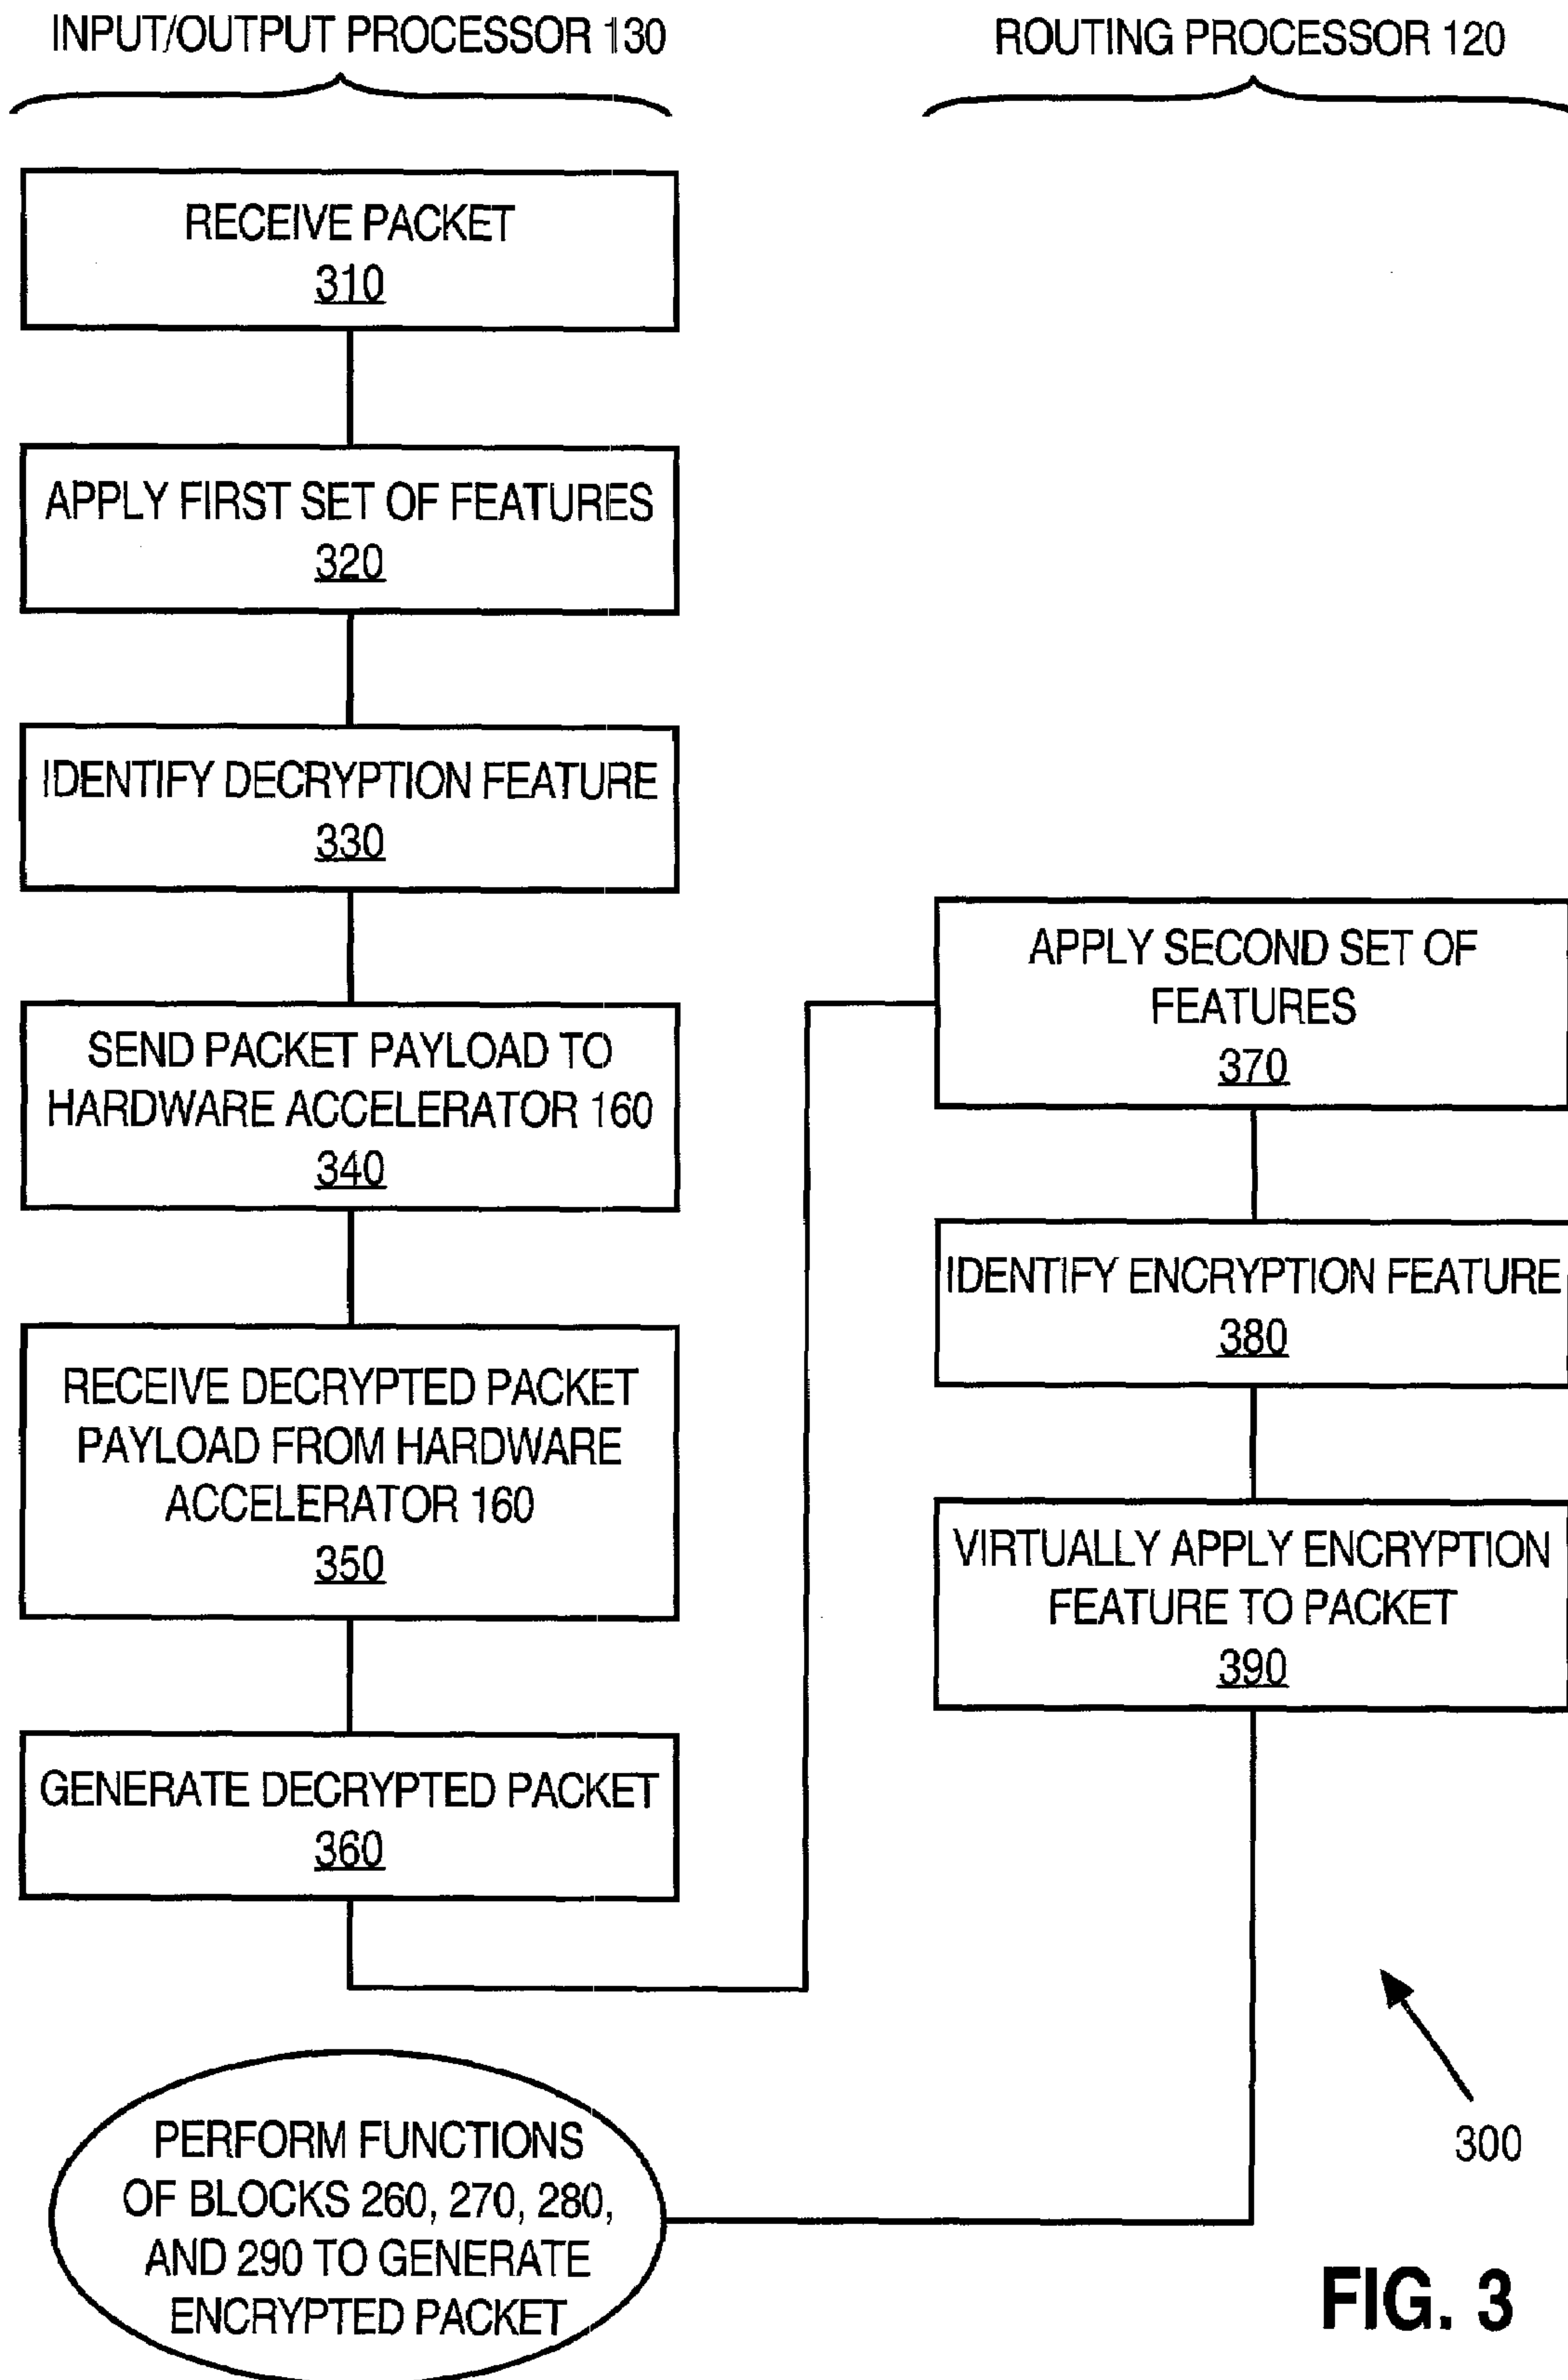 INPUT/OUTPUT PROCESSOR 130
RECEIVE PACKET
310
APPLY FIRST SET OF FEATURES
320
IDENTIFY DECRYPTION FEATURE
330
SEND PACKET PAYLOAD TO
HARDWARE ACCELERATOR 160
340
RECEIVE DECRYPTED PACKET
PAYLOAD FROM HARDWARE
ACCELERATOR 160
350
GENERATE DECRYPTED PACKET
360
ROUTING PROCESSOR 120
APPLY SECOND SET OF
FEATURES
370
IDENTIFY ENCRYPTION FEATURE
380
VIRTUALLY APPLY ENCRYPTION
FEATURE TO PACKET
390
PERFORM FUNCTIONS
OF BLOCKS 260, 270, 280,
AND 290 TO GENERATE
ENCRYPTED PACKET
300
FIG. 3